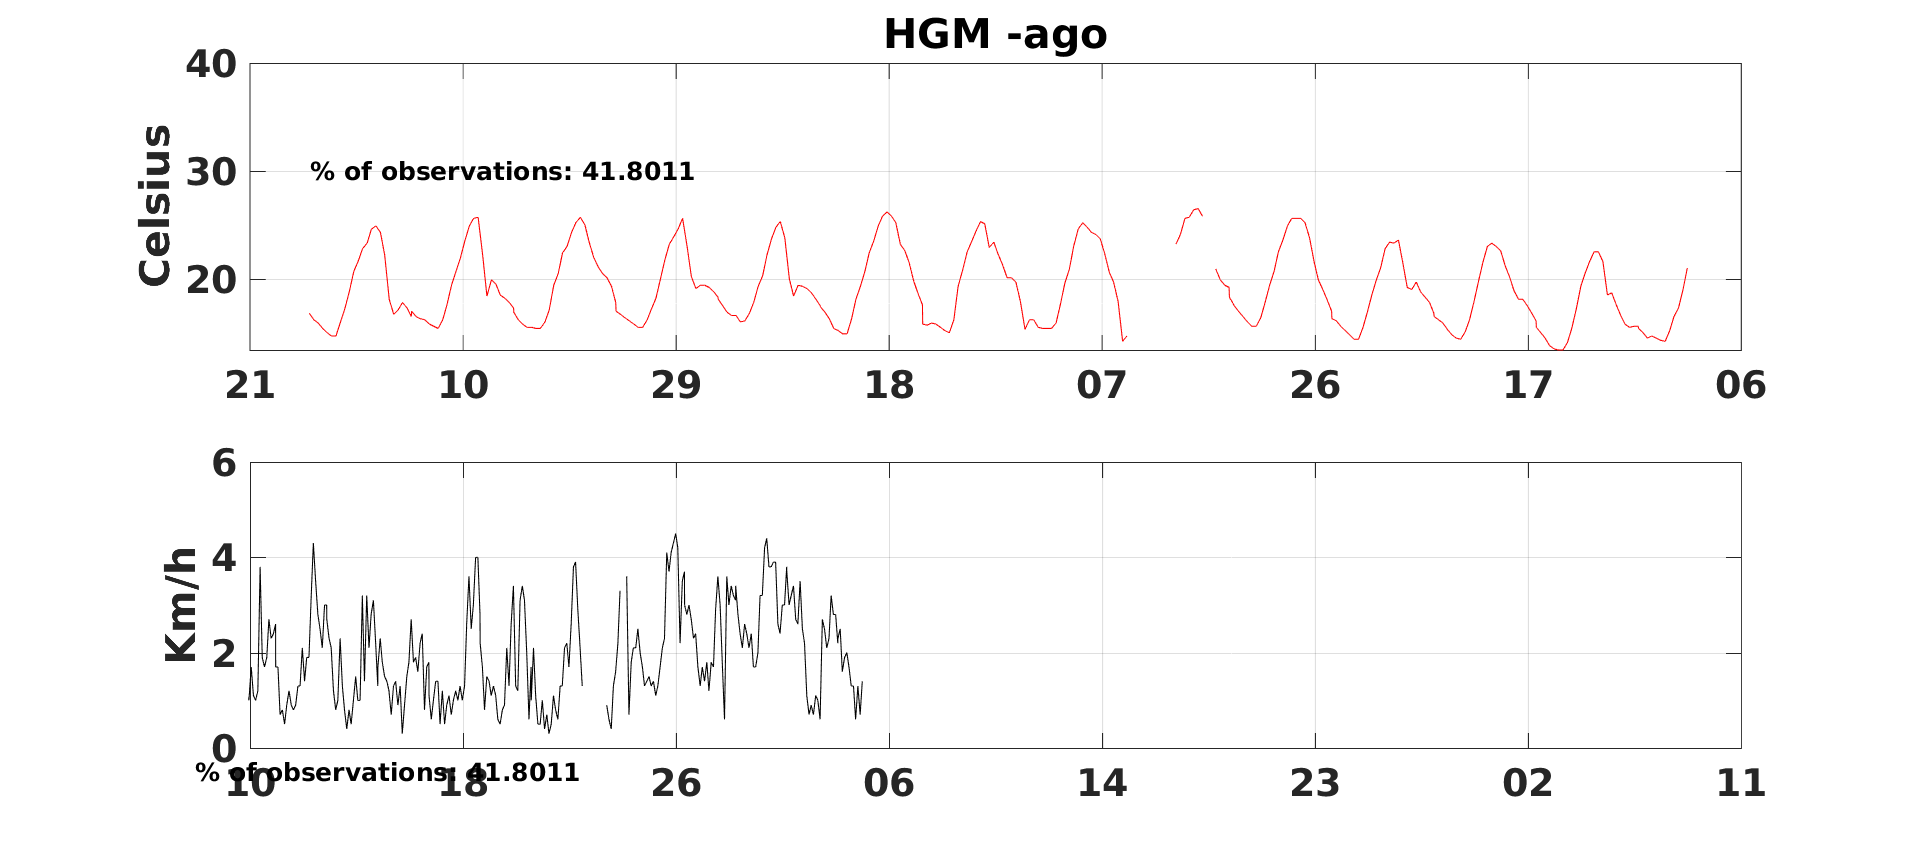 HGM -ago
40
30
20
Celsius
% of observations: 41.8011
21 10 29 18 07 26 17 06
6
4
2
0
Km/h
% of observations: 41.8011
10 18 26 06 14 23 02 11